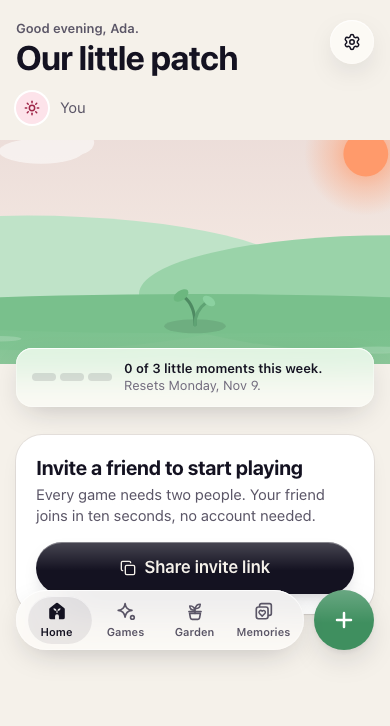 Good evening, Ada.
Our little patch
You
0 of 3 little moments this week.
Resets Monday, Nov 9.
Invite a friend to start playing
Every game needs two people. Your friend
joins in ten seconds, no account needed.
Share invite link
Home
Games
Garden
Memories